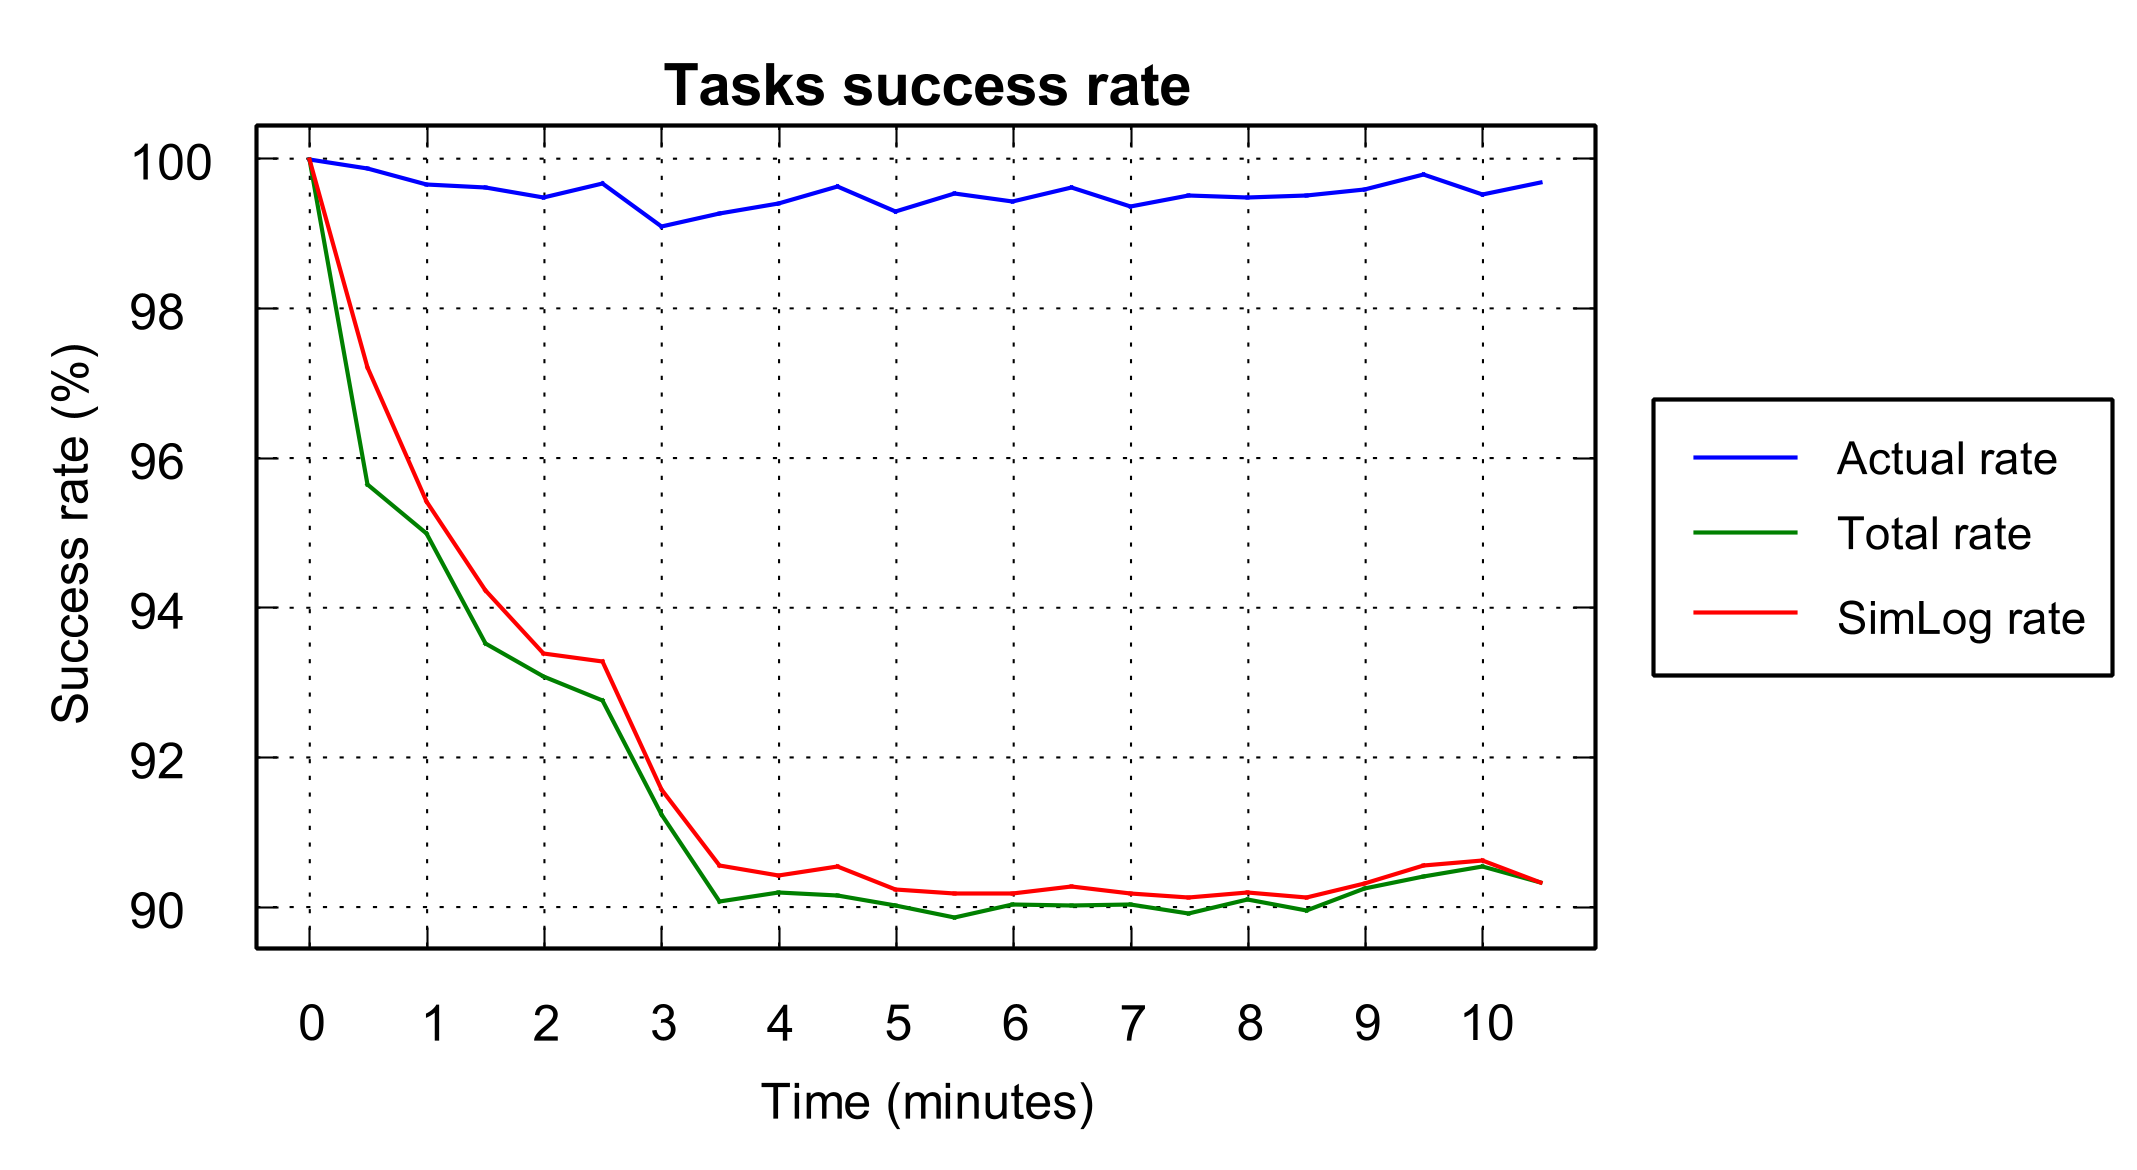 Tasks success rate
100
98
96
94
92
90
Success rate (%)
0 1 2 3 4 5 6 7 8 9 10
Time (minutes)
Actual rate
Total rate
SimLog rate